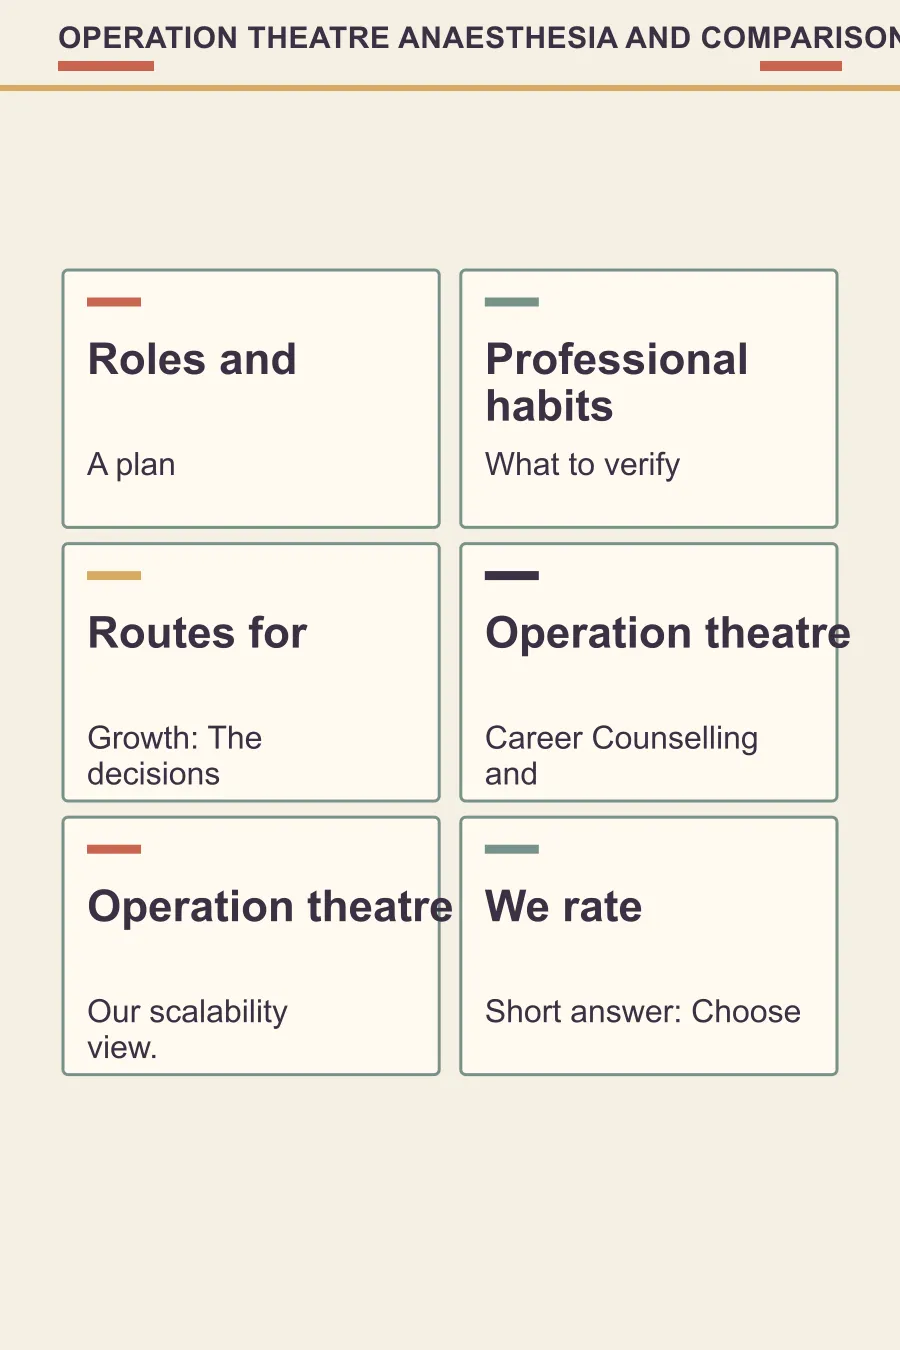 OPERATION THEATRE ANAESTHESIA AND COMPARISON
Roles and
A plan
Professional
habits
What to verify
Routes for
Growth: The
decisions
Operation theatre
Career Counselling
and
Operation theatre
Our scalability
view.
We rate
Short answer: Choose